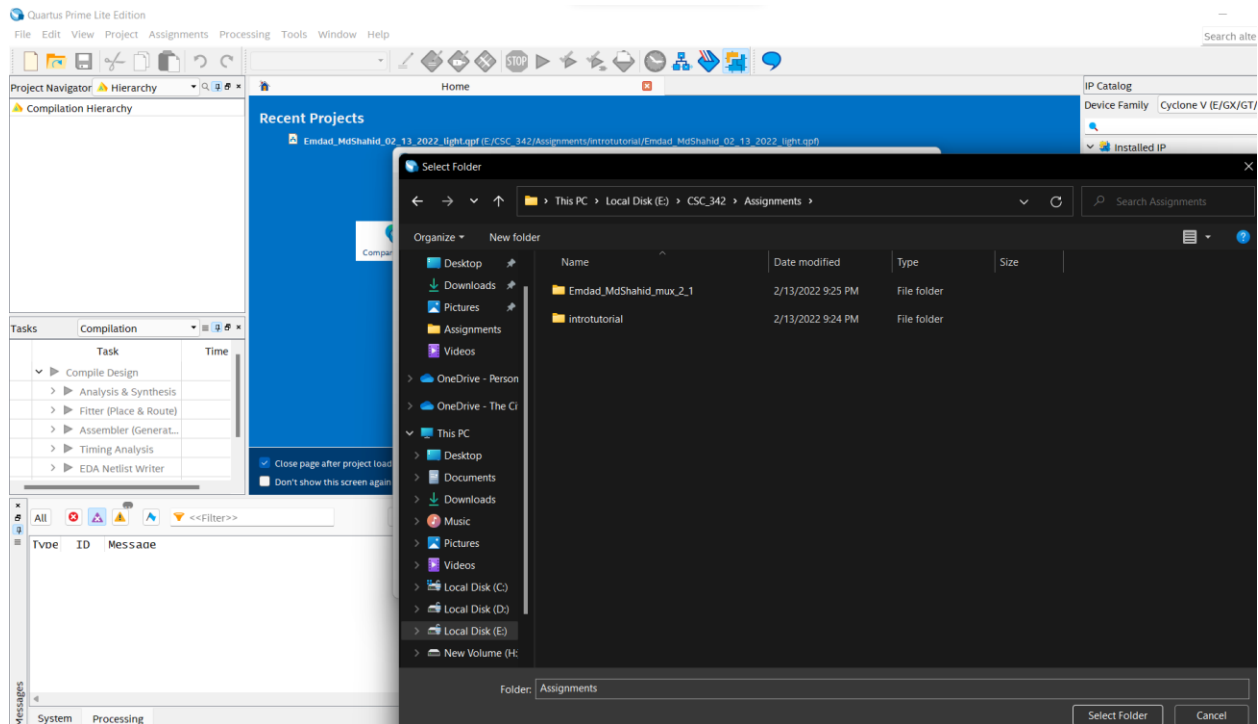 Quartus Prime Lite Edition
File Edit View Project Assignments Processing Tools Window Help
Search alte
Project Navigator Hierarchy
Compilation Hierarchy
Home
Recent Projects
Emdad_MdShahid_02_13_2022_light.qpf (E:/CSC_342/Assignments/introtutorial/Emdad_MdShahid_02_13_2022_light.qpf)
Compar
Close page after project load
Don't show this screen again
IP Catalog
Device Family Cyclone V (E/GX/GT/
Installed IP
Tasks Compilation
Task Time
Compile Design
Analysis & Synthesis
Fitter (Place & Route)
Assembler (Generat...
Timing Analysis
EDA Netlist Writer
All <<Filter>>
Type ID Message
Messages
System Processing
Select Folder
This PC > Local Disk (E:) > CSC_342 > Assignments >
Search Assignments
Organize New folder
Desktop
Downloads
Pictures
Assignments
Videos
OneDrive - Person
OneDrive - The Ci
This PC
Desktop
Documents
Downloads
Music
Pictures
Videos
Local Disk (C:)
Local Disk (D:)
Local Disk (E:)
New Volume (H:
Name Date modified Type Size
Emdad_MdShahid_mux_2_1 2/13/2022 9:25 PM File folder
introtutorial 2/13/2022 9:24 PM File folder
Folder: Assignments
Select Folder Cancel